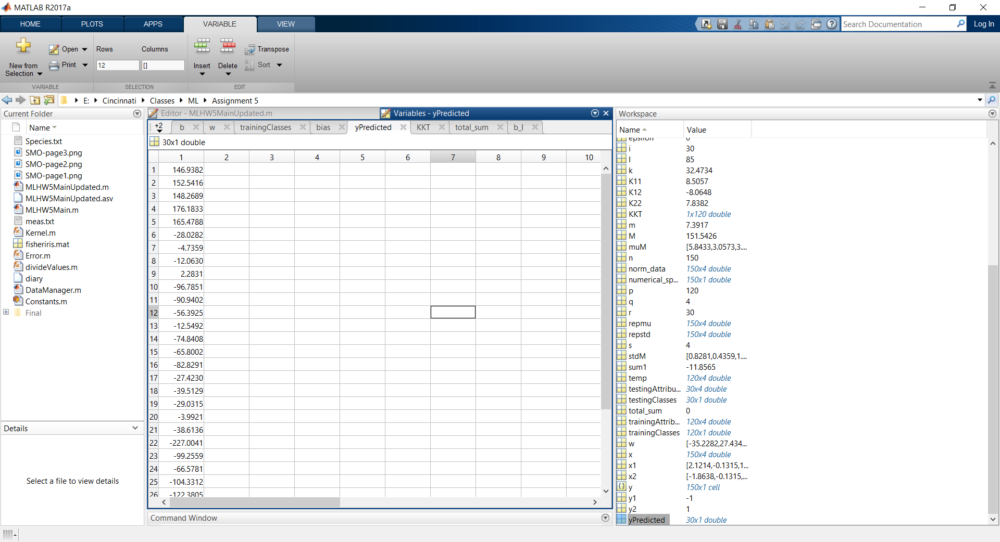 MATLAB R2017a
HOME PLOTS APPS VARIABLE VIEW
Search Documentation
Log In
New from
Selection
Open
Print
Rows Columns
12 []
Insert Delete
Transpose
Sort
VARIABLE SELECTION EDIT
E: Cincinnati Classes ML Assignment 5
Current Folder
Name
Species.txt
SMO-page3.png
SMO-page2.png
SMO-page1.png
MLHW5MainUpdated.m
MLHW5MainUpdated.asv
MLHW5Main.m
meas.txt
Kernel.m
fisheriris.mat
Error.m
divideValues.m
diary
DataManager.m
Constants.m
Final
Details
Select a file to view details
Editor - MLHW5MainUpdated.m
Variables - yPredicted
+2 b w trainingClasses bias yPredicted KKT total_sum b_I
30x1 double
1 2 3 4 5 6 7 8 9 10
1 146.9382
2 152.5416
3 148.2689
4 176.1833
5 165.4788
6 -28.0282
7 -4.7359
8 -12.0630
9 2.2831
10 -96.7851
11 -90.9402
12 -56.3925
13 -12.5492
14 -74.8408
15 -65.8002
16 -82.8291
17 -27.4230
18 -39.5129
19 -29.0315
20 -3.9921
21 -38.6136
22 -227.0041
23 -99.2559
24 -66.5781
25 -104.3312
26 -122.3805
Command Window
Workspace
Name Value
epsilon 0
i 30
I 85
k 32.4734
K11 8.5057
K12 -8.0648
K22 7.8382
KKT 1x120 double
m 7.3917
M 151.5426
muM [5.8433,3.0573,3....
n 150
norm_data 150x4 double
numerical_sp... 150x1 double
p 120
q 4
r 30
repmu 150x4 double
repstd 150x4 double
s 4
stdM [0.8281,0.4359,1....
sum1 -11.8565
temp 120x4 double
testingAttribu... 30x4 double
testingClasses 30x1 double
total_sum 0
trainingAttrib... 120x4 double
trainingClasses 120x1 double
w [-35.2282,27.434...
x 150x4 double
x1 [2.1214,-0.1315,1...
x2 [-1.8638,-0.1315,...
y 150x1 cell
y1 -1
y2 1
yPredicted 30x1 double